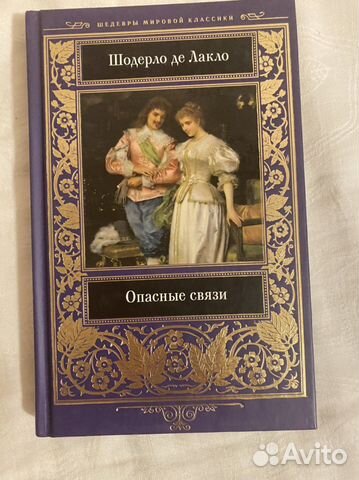 ШЕДЕВРЫ МИРОВОЙ КЛАССИКИ
Шодерло де Лакло
Опасные связи
Avito